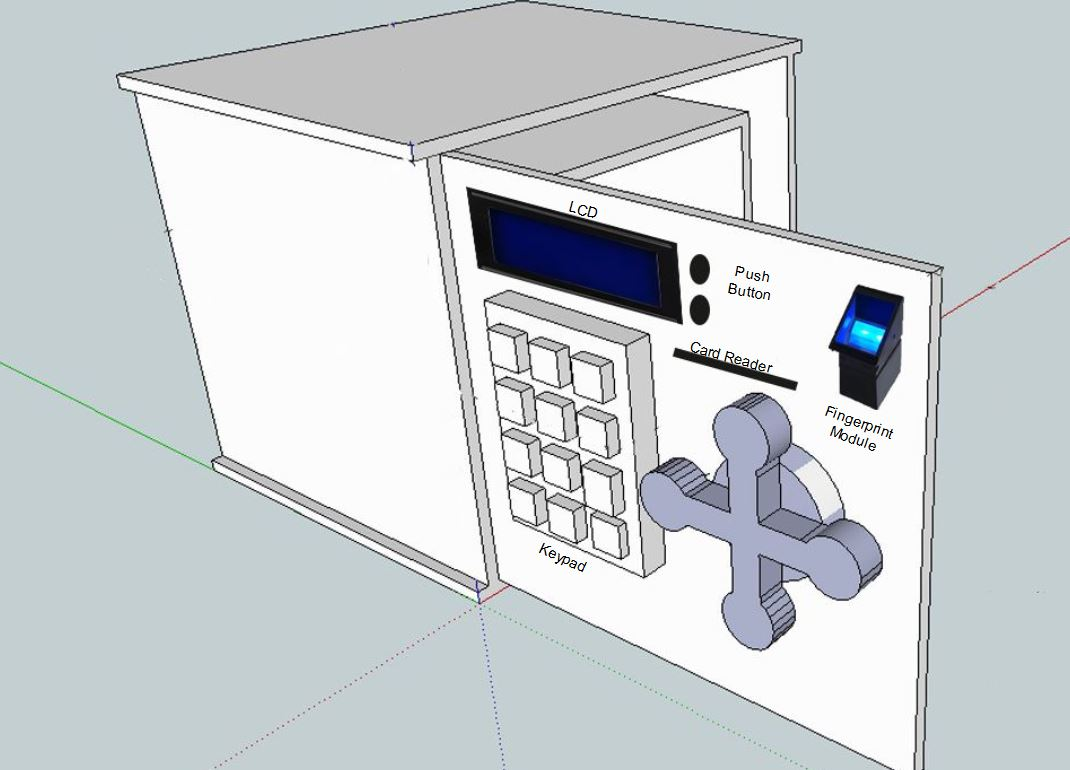 LCD
Push
Button
Card Reader
Fingerprint
Module
Keypad